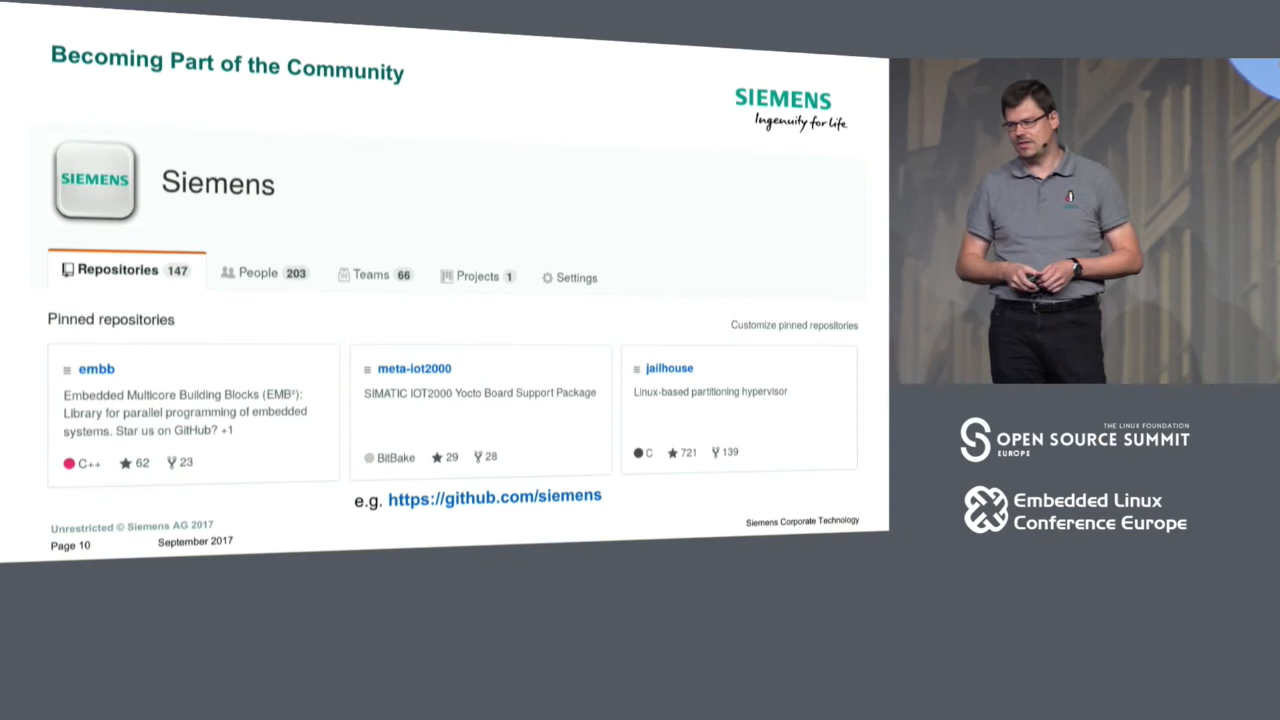 Becoming Part of the Community
SIEMENS
Ingenuity for life
SIEMENS
Siemens
Repositories 147
People 203
Teams 66
Projects 1
Settings
Pinned repositories
Customize pinned repositories
embb
Embedded Multicore Building Blocks (EMB²):
Library for parallel programming of embedded
systems. Star us on GitHub? +1
C++ 62 23
meta-iot2000
SIMATIC IOT2000 Yocto Board Support Package
BitBake 29 28
jailhouse
Linux-based partitioning hypervisor
C 721 139
e.g. https://github.com/siemens
Unrestricted © Siemens AG 2017
Page 10 September 2017
Siemens Corporate Technology
THE LINUX FOUNDATION
OPEN SOURCE SUMMIT
EUROPE
Embedded Linux
Conference Europe